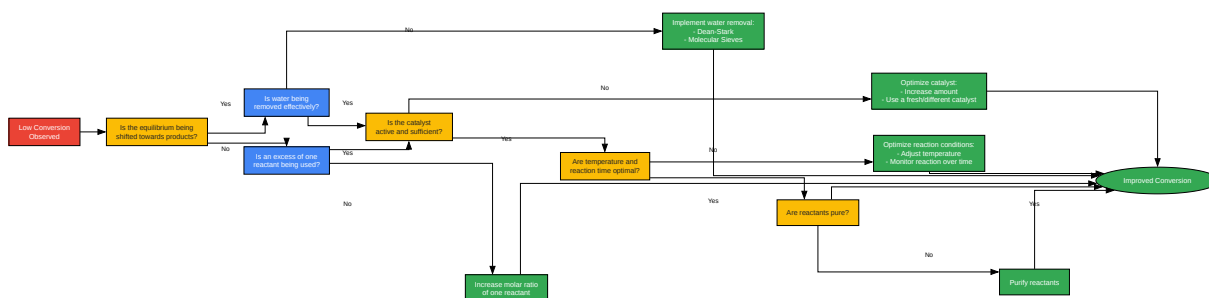 Low Conversion
Observed
Is the equilibrium being
shifted towards products?
Yes
No
Is water being
removed effectively?
Is an excess of one
reactant being used?
No
Yes
Yes
No
Implement water removal:
- Dean-Stark
- Molecular Sieves
Is the catalyst
active and sufficient?
Increase molar ratio
of one reactant
No
Yes
Optimize catalyst:
- Increase amount
- Use a fresh/different catalyst
Are temperature and
reaction time optimal?
No
Yes
Optimize reaction conditions:
- Adjust temperature
- Monitor reaction over time
Are reactants pure?
Yes
No
Purify reactants
Improved Conversion